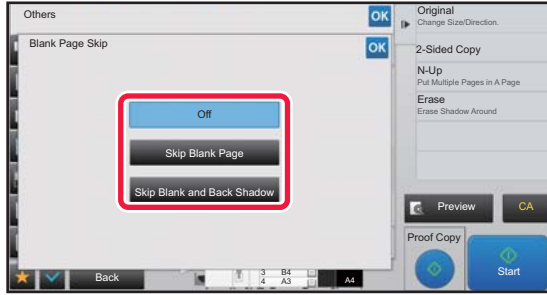 Others
OK
Blank Page Skip
OK
Off
Skip Blank Page
Skip Blank and Back Shadow
Back
3 B4
4 A3
A4
Original
Change Size/Direction.
2-Sided Copy
N-Up
Put Multiple Pages in A Page
Erase
Erase Shadow Around
Preview
CA
Proof Copy
Start